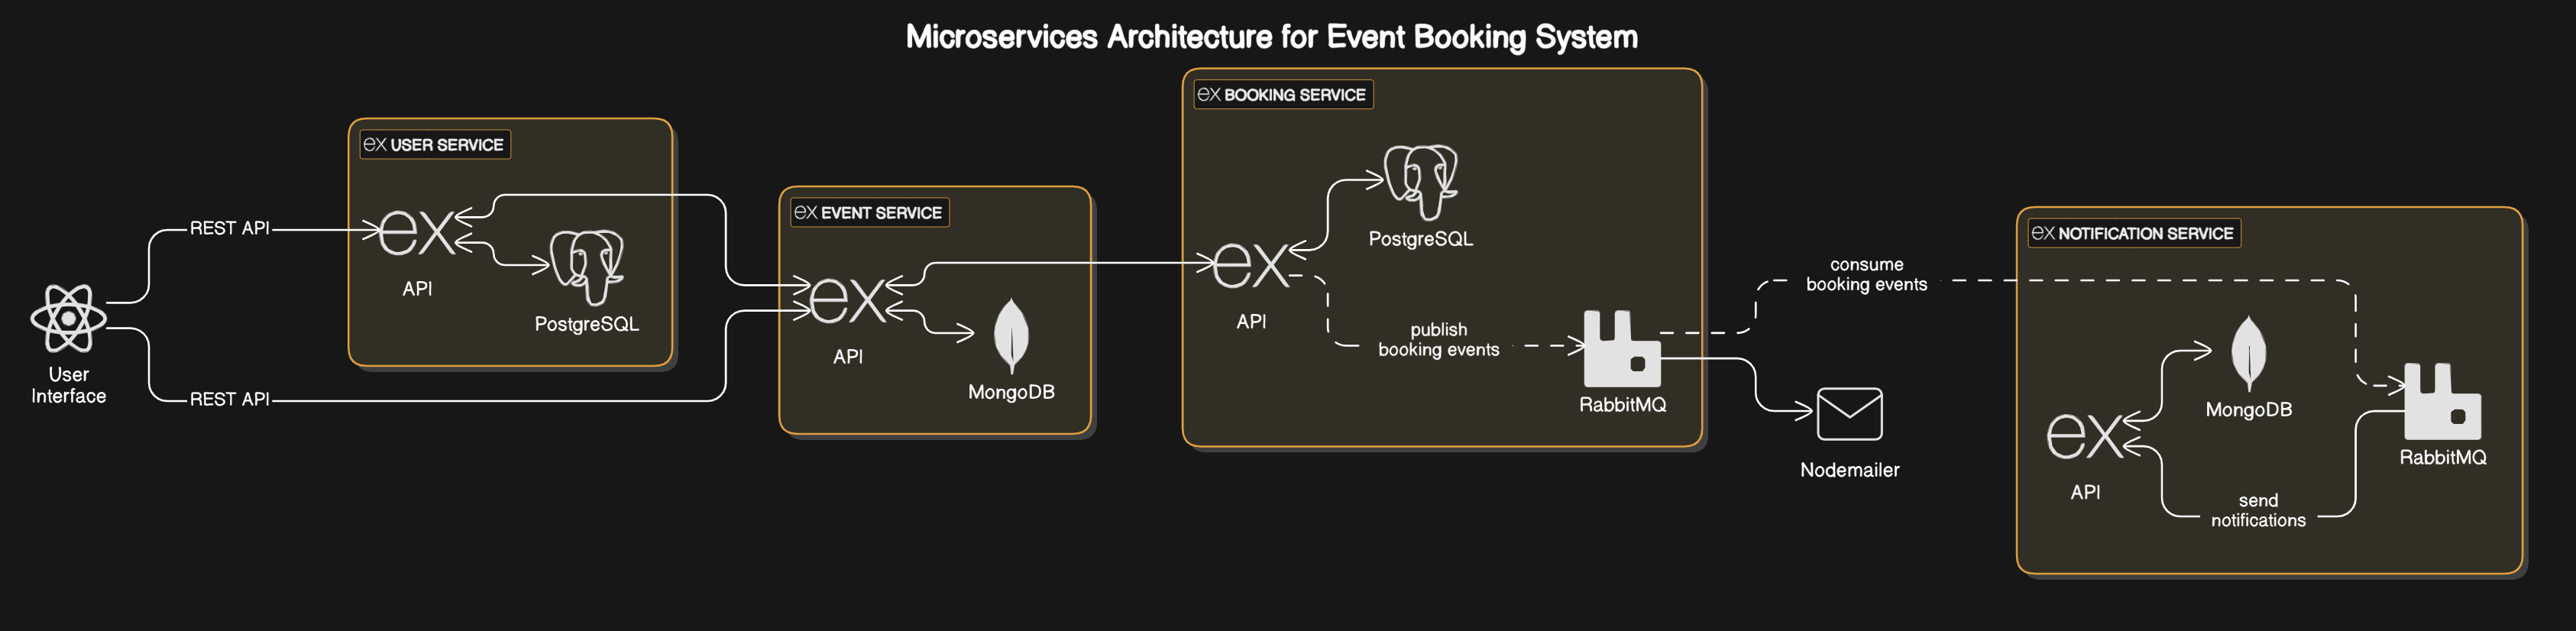 Microservices Architecture for Event Booking System
ex BOOKING SERVICE
ex USER SERVICE
ex EVENT SERVICE
ex NOTIFICATION SERVICE
REST API
ex
API
PostgreSQL
User
Interface
REST API
ex
API
MongoDB
ex
API
PostgreSQL
publish
booking events
RabbitMQ
consume
booking events
Nodemailer
ex
API
MongoDB
RabbitMQ
send
notifications